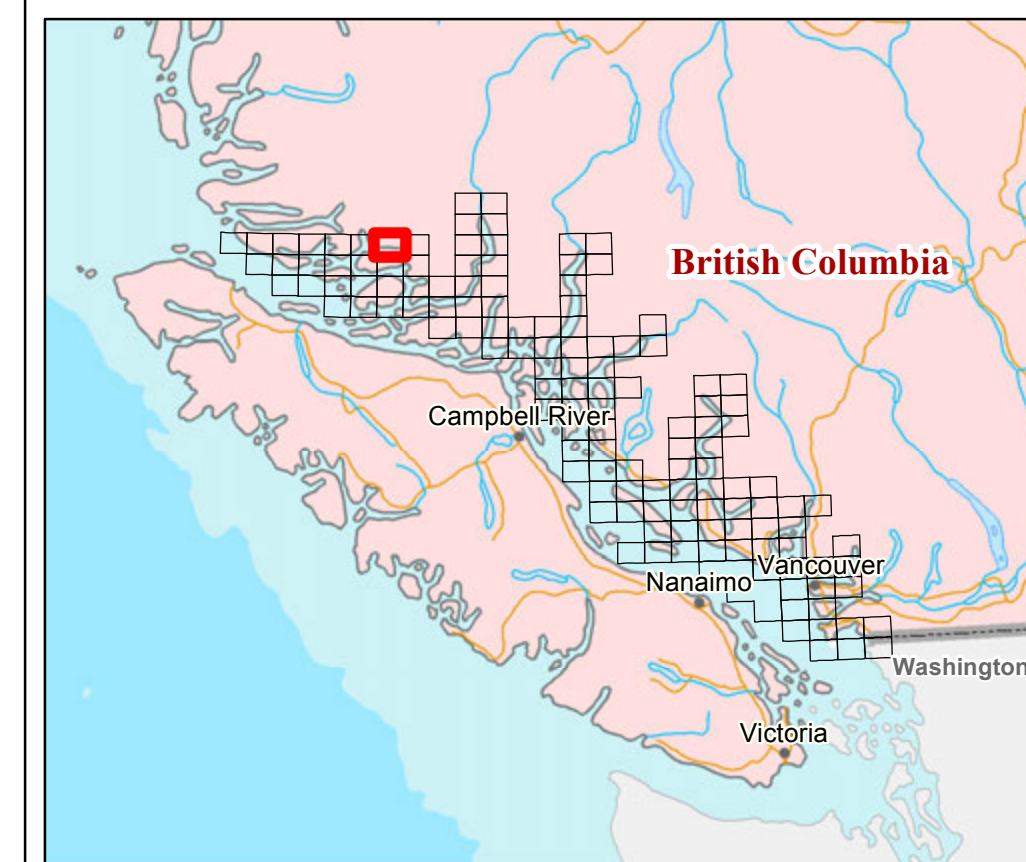 British Columbia
Campbell River
Vancouver
Nanaimo
Washington
Victoria